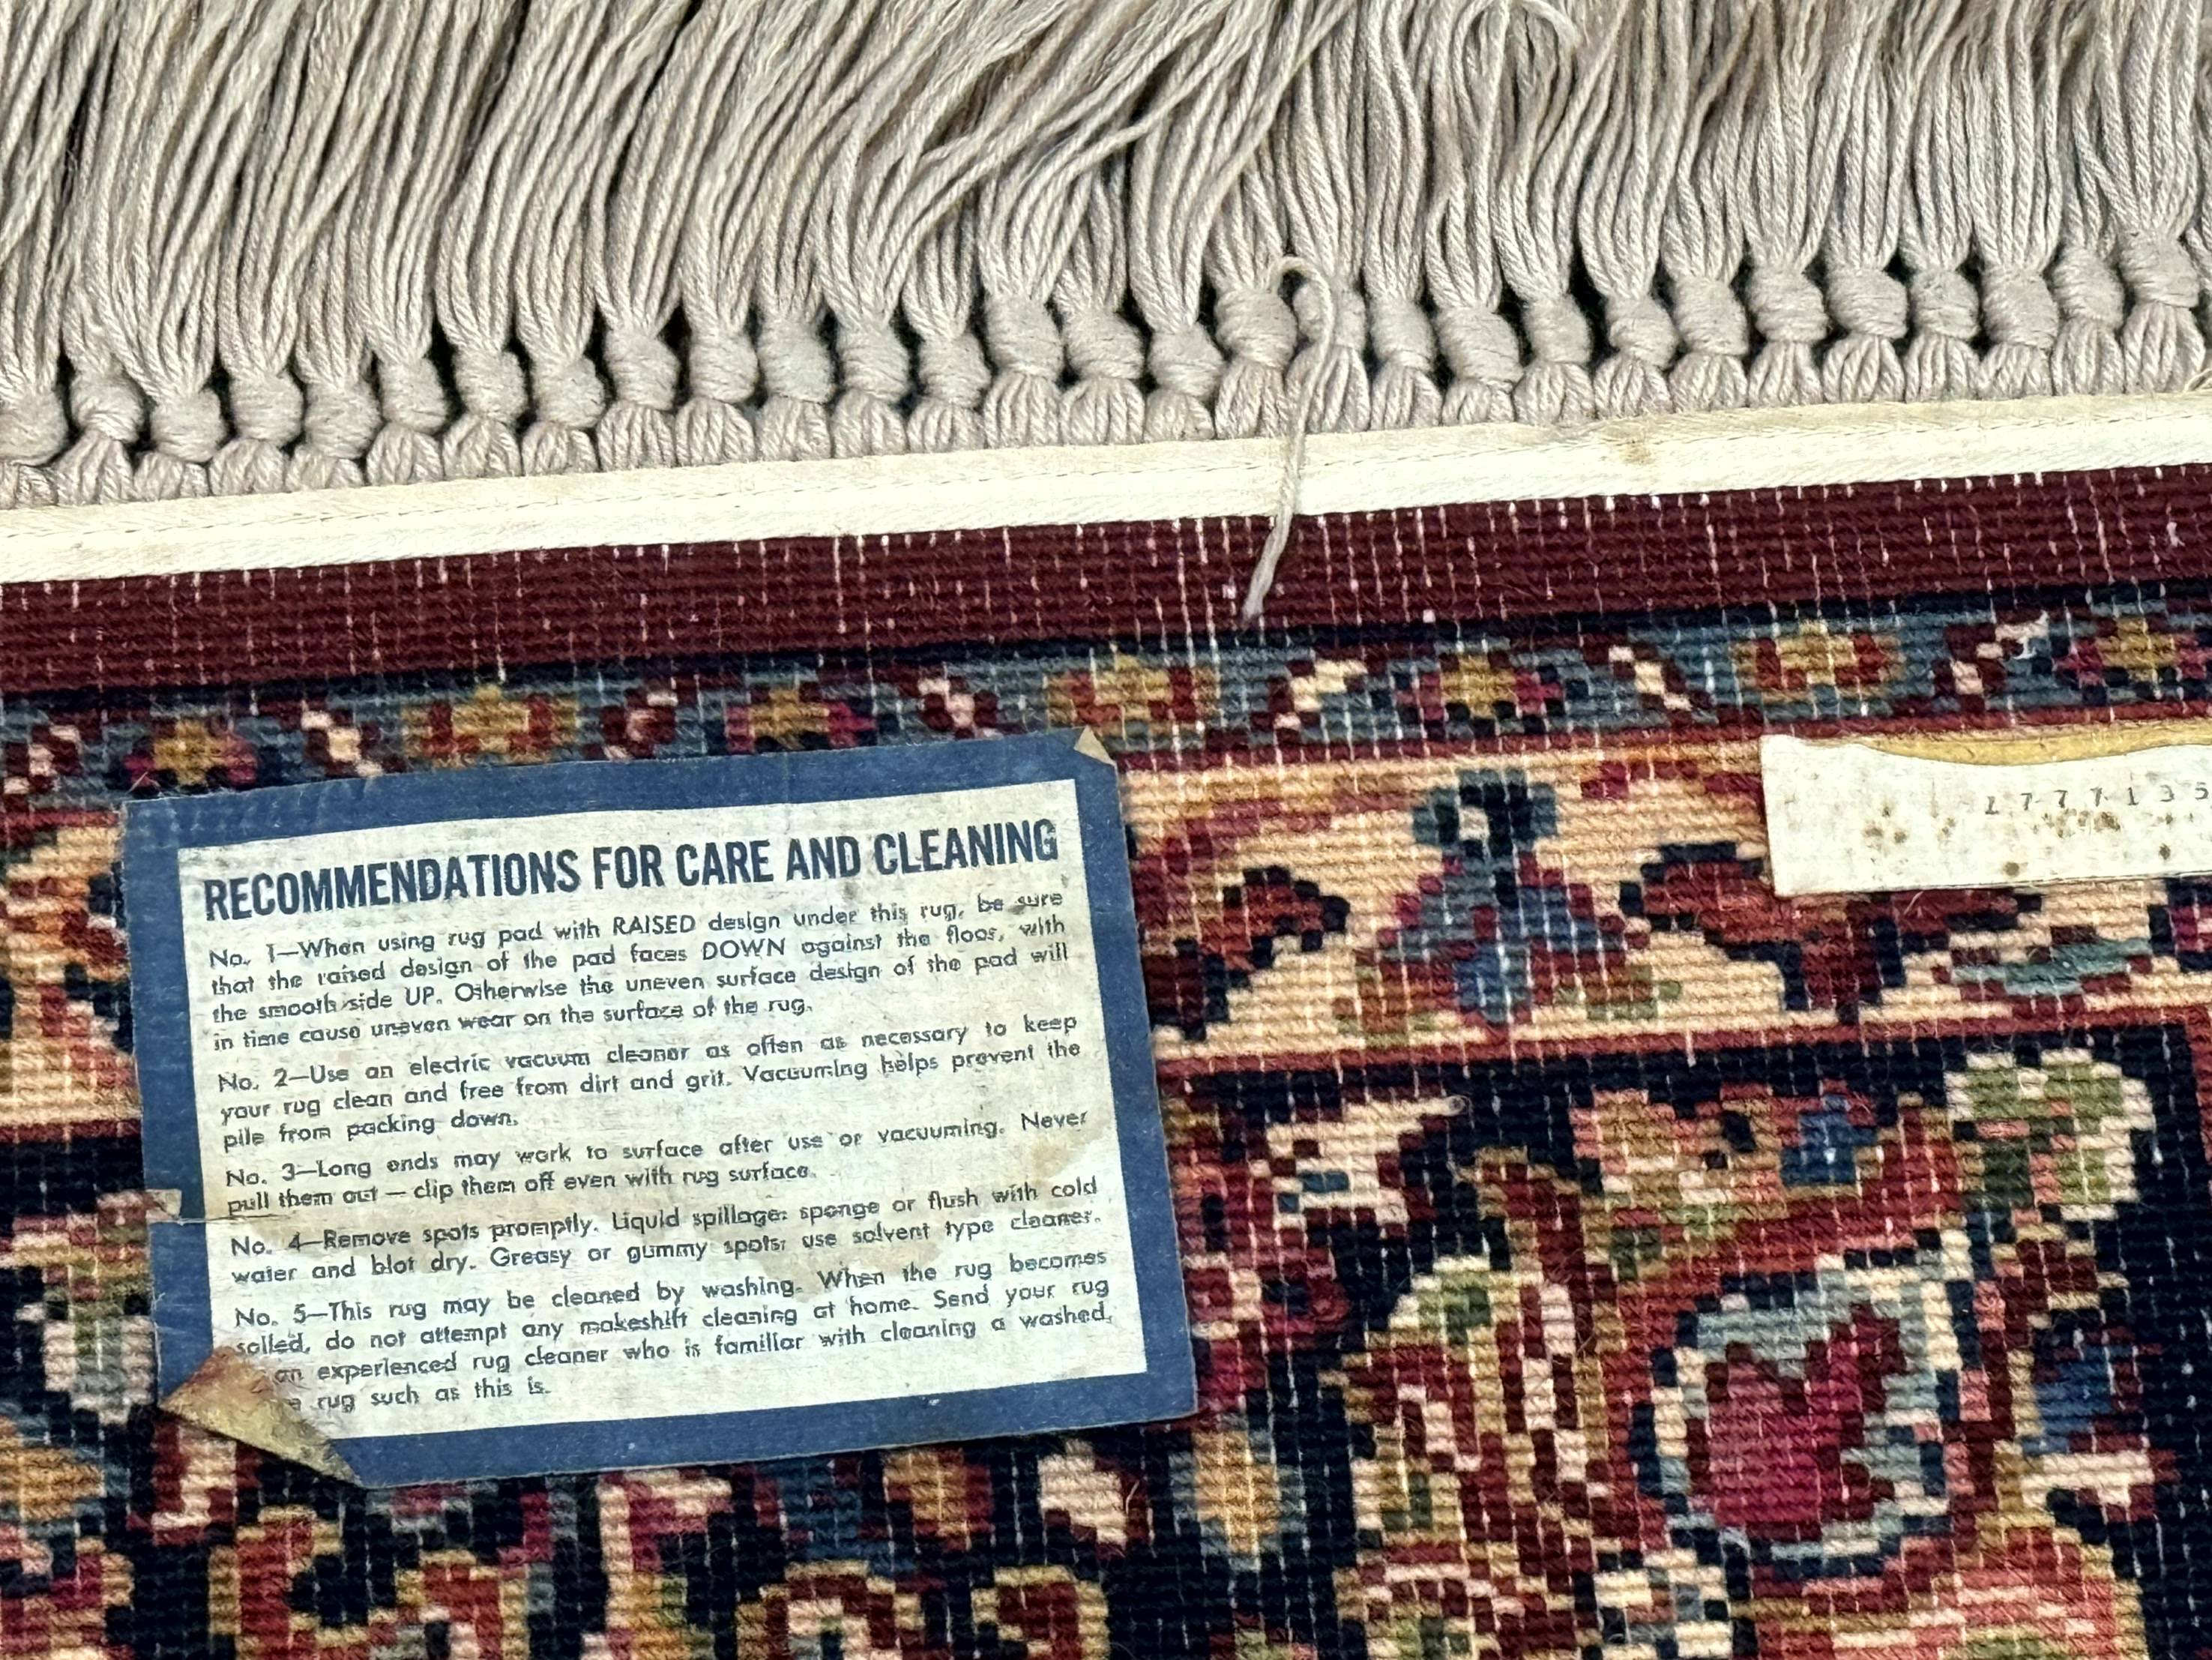 RECOMMENDATIONS FOR CARE AND CLEANING
No. 1—When using rug pad with RAISED design under this rug, be sure
that the raised design of the pad faces DOWN against the floor, with
the smooth side UP. Otherwise the uneven surface design of the pad will
in time cause uneven wear on the surface of the rug.
No. 2—Use an electric vacuum cleaner as often as necessary to keep
your rug clean and free from dirt and grit. Vacuuming helps prevent the
pile from packing down.
No. 3—Long ends may work to surface after use or vacuuming. Never
pull them out — clip them off even with rug surface.
No. 4—Remove spots promptly. Liquid spillage: sponge or flush with cold
water and blot dry. Greasy or gummy spots: use solvent type cleaner.
No. 5—This rug may be cleaned by washing. When the rug becomes
soiled, do not attempt any makeshift cleaning at home. Send your rug
an experienced rug cleaner who is familiar with cleaning a washed,
rug such as this is.
1777135